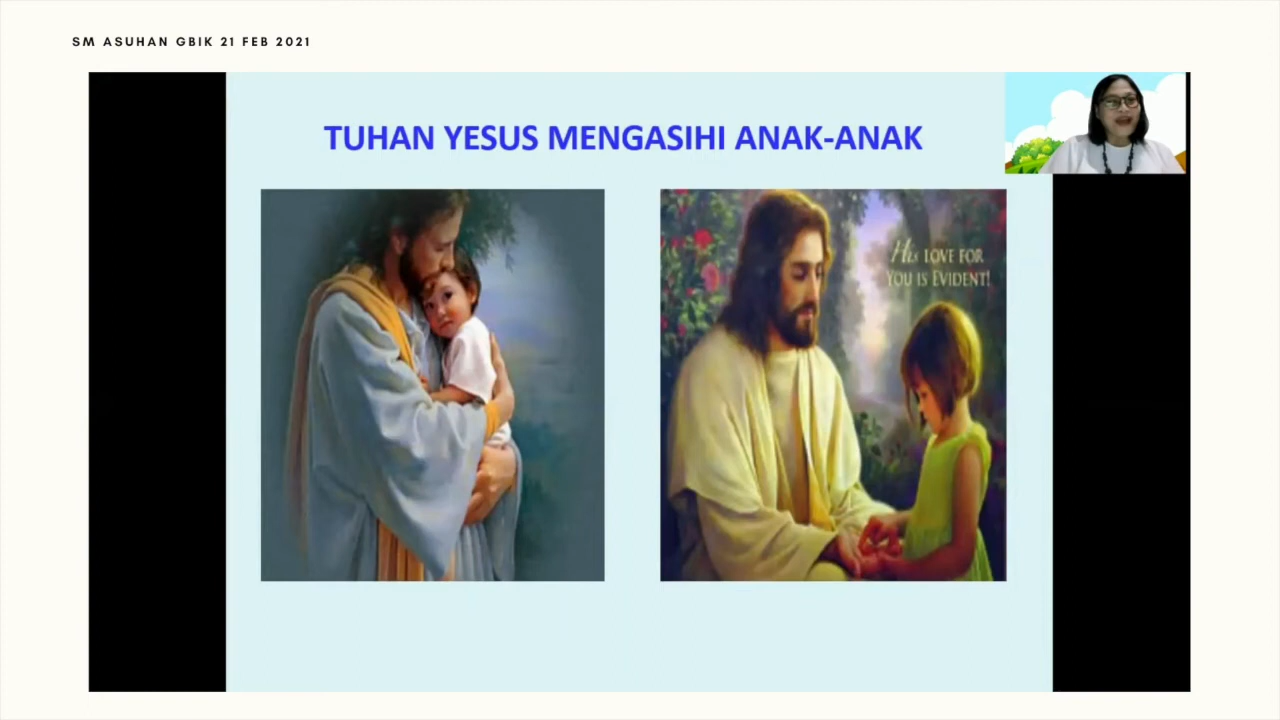 SM ASUHAN GBIK 21 FEB 2021
TUHAN YESUS MENGASIHI ANAK-ANAK
His LOVE FOR
YOU IS EVIDENT!